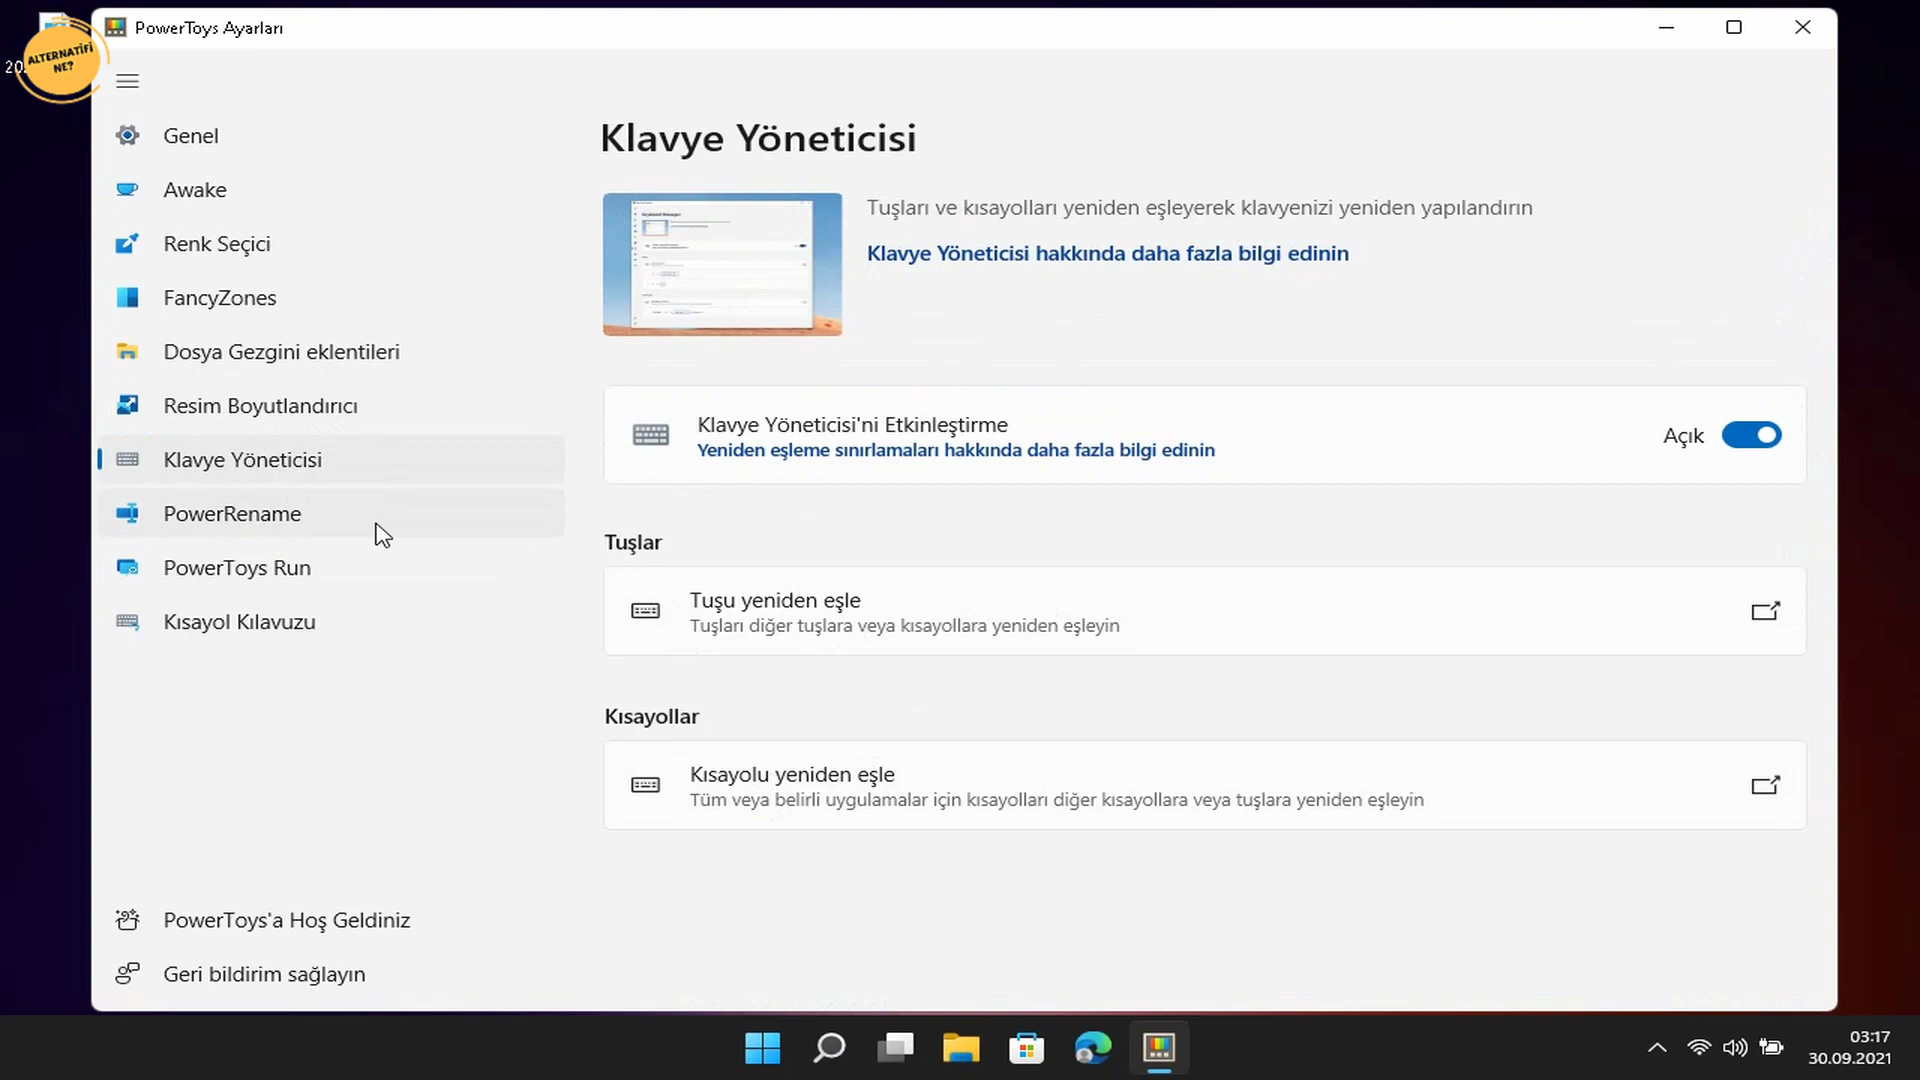 PowerToys Ayarları
ALTERNATİFİ
NE?
Genel
Awake
Renk Seçici
FancyZones
Dosya Gezgini eklentileri
Resim Boyutlandırıcı
Klavye Yöneticisi
PowerRename
PowerToys Run
Kısayol Kılavuzu
PowerToys'a Hoş Geldiniz
Geri bildirim sağlayın
Klavye Yöneticisi
Tuşları ve kısayolları yeniden eşleyerek klavyenizi yeniden yapılandırın
Klavye Yöneticisi hakkında daha fazla bilgi edinin
Klavye Yöneticisi'ni Etkinleştirme
Yeniden eşleme sınırlamaları hakkında daha fazla bilgi edinin
Açık
Tuşlar
Tuşu yeniden eşle
Tuşları diğer tuşlara veya kısayollara yeniden eşleyin
Kısayollar
Kısayolu yeniden eşle
Tüm veya belirli uygulamalar için kısayolları diğer kısayollara veya tuşlara yeniden eşleyin
03:17
30.09.2021